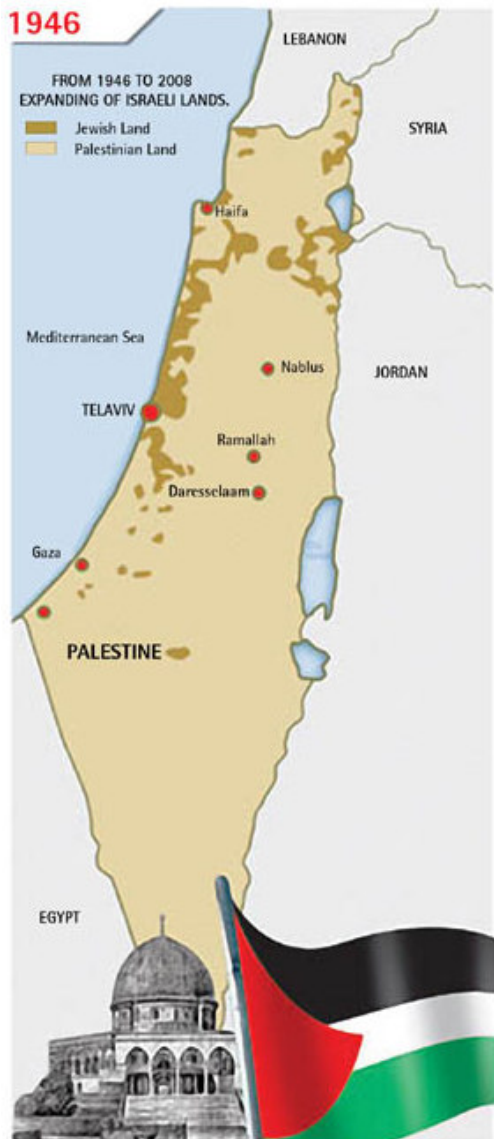 1946
LEBANON
FROM 1946 TO 2008
EXPANDING OF ISRAELI LANDS.
Jewish Land
Palestinian Land
SYRIA
Haifa
Mediterranean Sea
Nablus
JORDAN
TELAVIV
Ramallah
Daresselaam
Gaza
PALESTINE
EGYPT